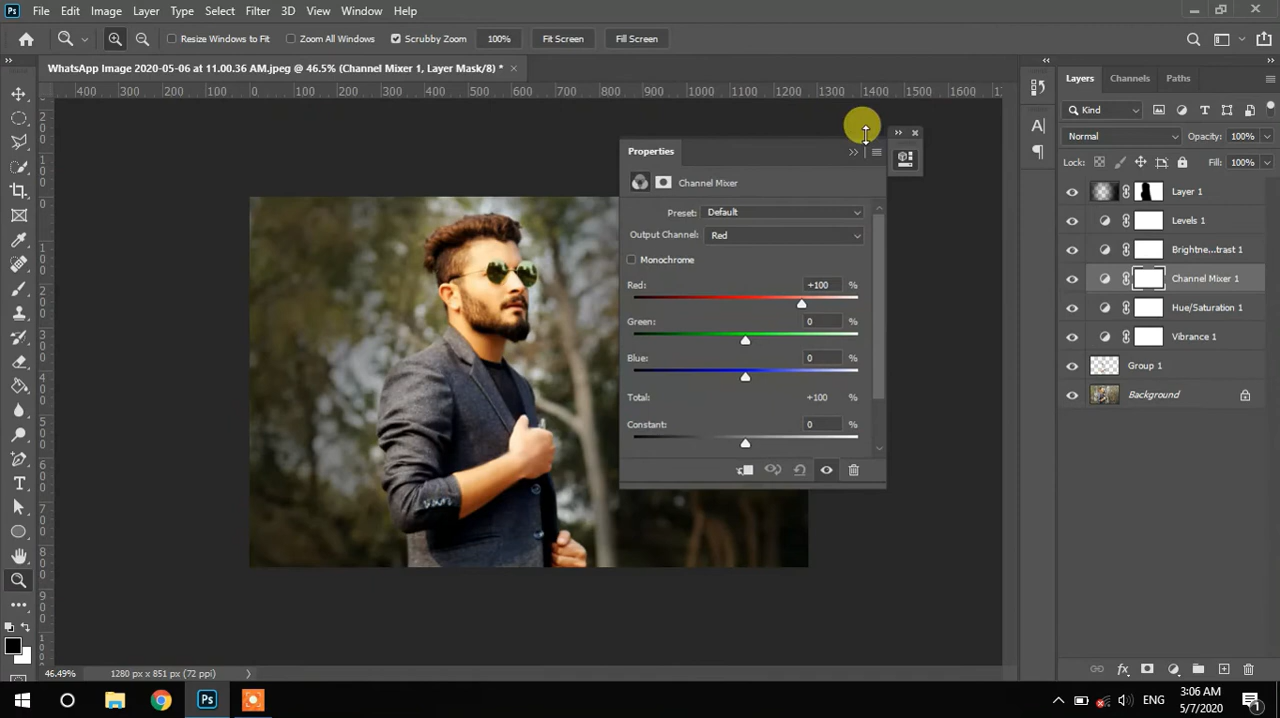 Ps File Edit Image Layer Type Select Filter 3D View Window Help
Resize Windows to Fit Zoom All Windows Scrubby Zoom 100% Fit Screen Fill Screen
WhatsApp Image 2020-05-06 at 11.00.36 AM.jpeg @ 46.5% (Channel Mixer 1, Layer Mask/8) *
400 300 200 100 0 100 200 300 400 500 600 700 800 900 1000 1100 1200 1300 1400 1500 1600
Layers Channels Paths
Kind
Normal Opacity: 100%
Lock: Fill: 100%
Layer 1
Levels 1
Brightne...trast 1
Channel Mixer 1
Hue/Saturation 1
Vibrance 1
Group 1
Background
Properties
Channel Mixer
Preset: Default
Output Channel: Red
Monochrome
Red: +100 %
Green: 0 %
Blue: 0 %
Total: +100 %
Constant: 0 %
46.49% 1280 px x 851 px (72 ppi)
Ps
ENG
3:06 AM
5/7/2020
1